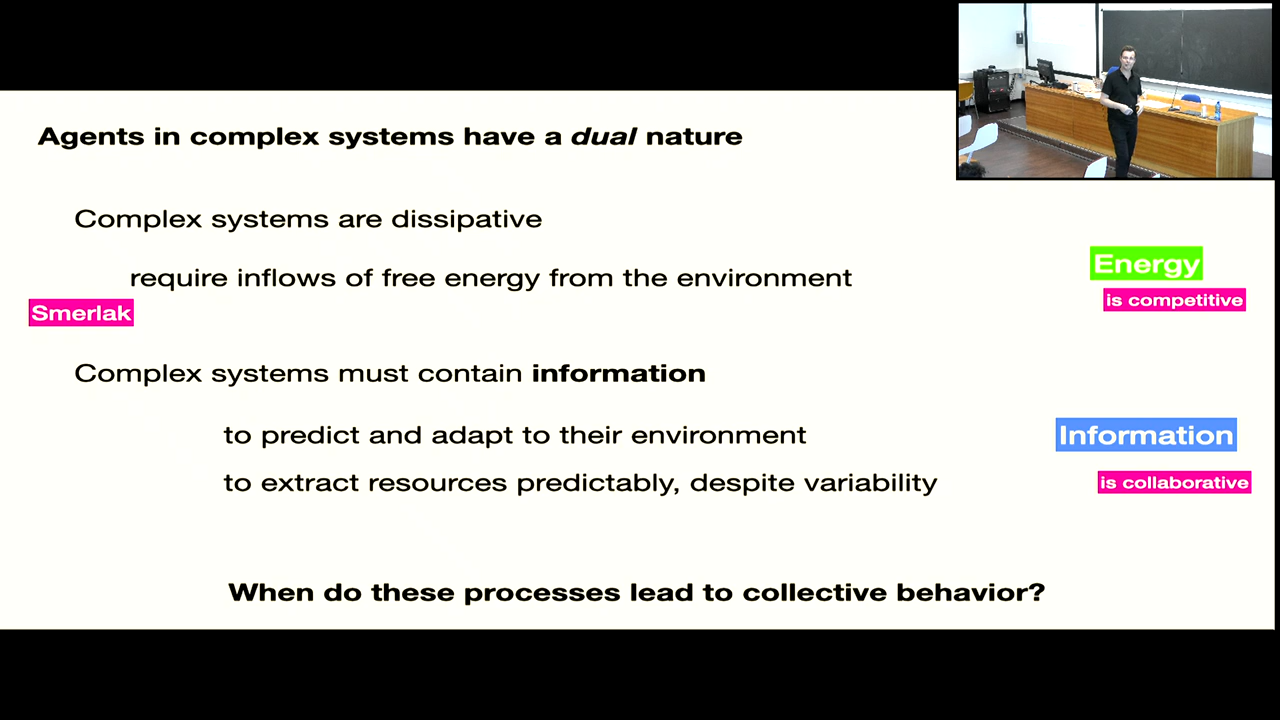 Agents in complex systems have a dual nature
Complex systems are dissipative
require inflows of free energy from the environment
Energy
is competitive
Smerlak
Complex systems must contain information
to predict and adapt to their environment
Information
to extract resources predictably, despite variability
is collaborative
When do these processes lead to collective behavior?